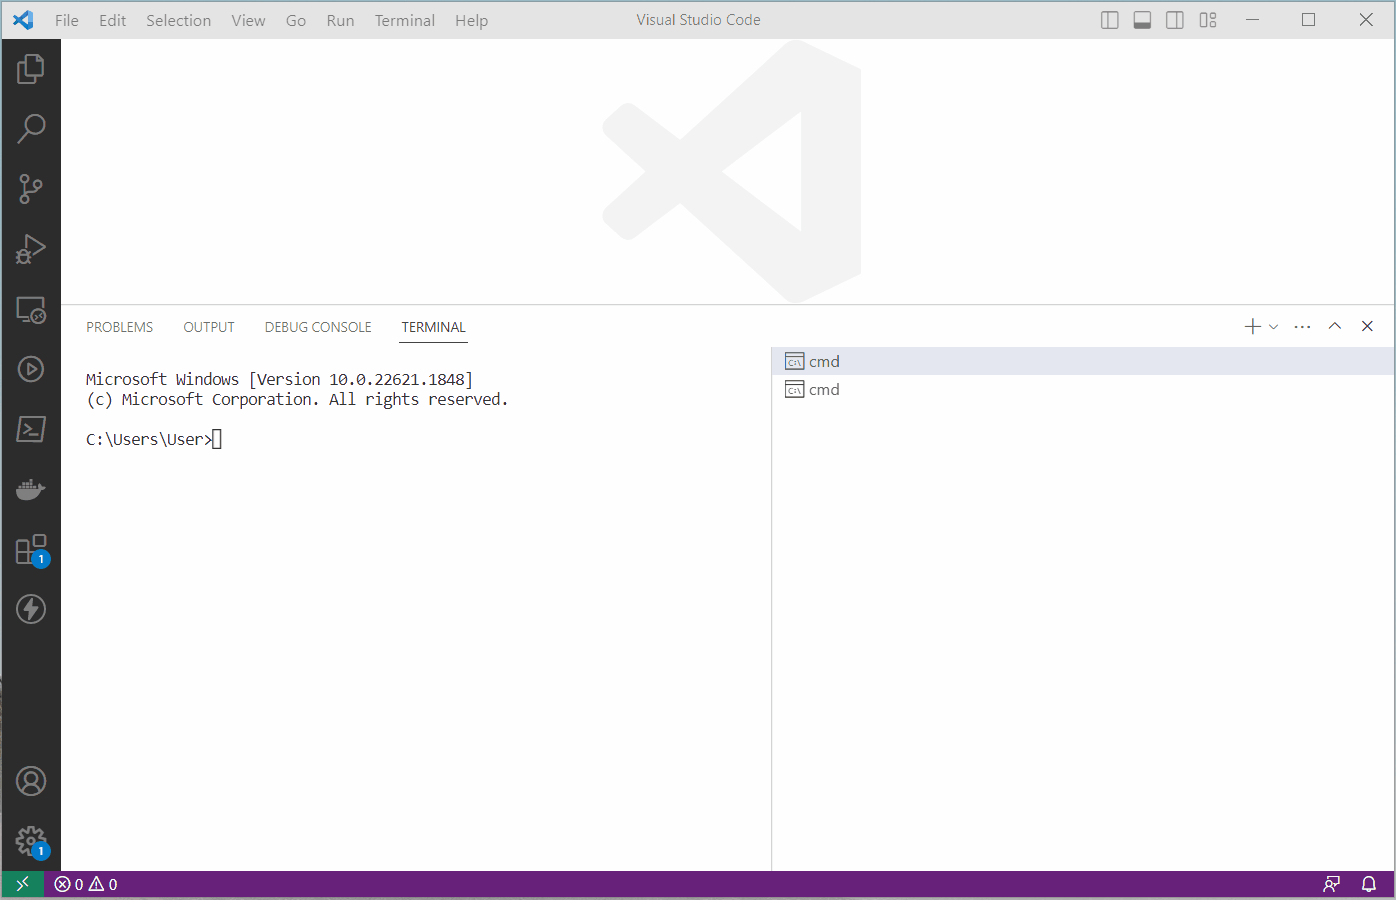 File Edit Selection View Go Run Terminal Help Visual Studio Code
PROBLEMS OUTPUT DEBUG CONSOLE TERMINAL
Microsoft Windows [Version 10.0.22621.1848]
(c) Microsoft Corporation. All rights reserved.
C:\Users\User>
cmd
cmd
1
1
0 0